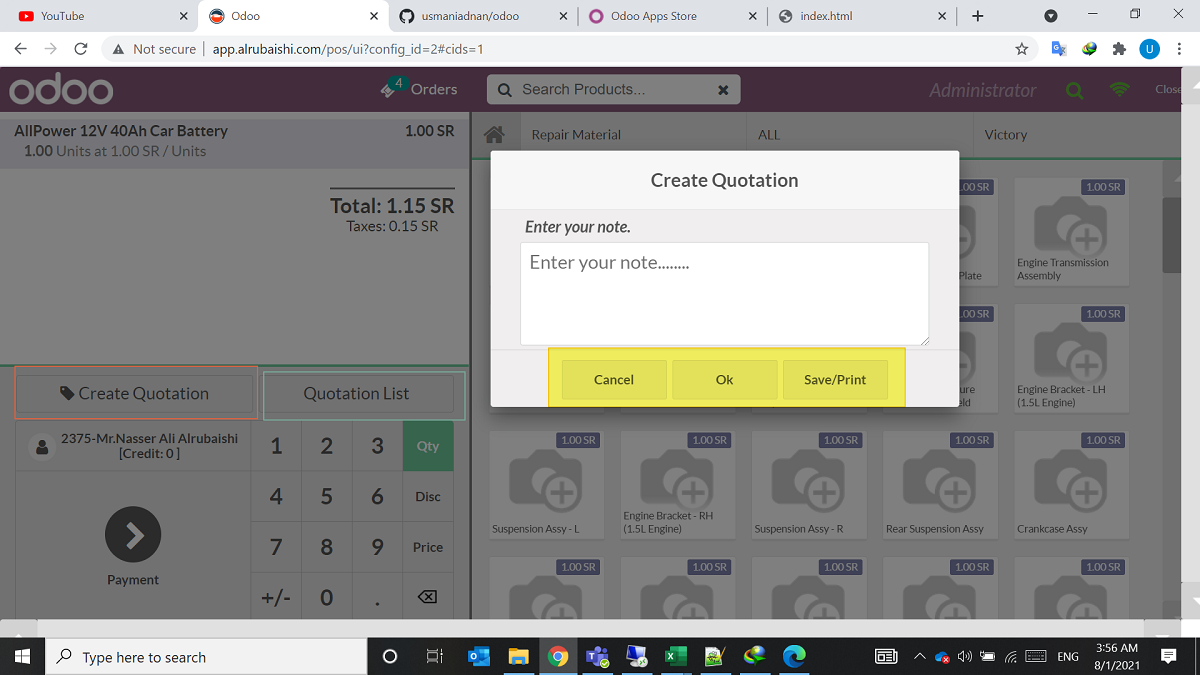 YouTube
Odoo
usmaniadnan/odoo
Odoo Apps Store
index.html
Not secure
app.alrubaishi.com/pos/ui?config_id=2#cids=1
U
odoo
4
Orders
Search Products...
Administrator
Close
AllPower 12V 40Ah Car Battery 1.00 SR
1.00 Units at 1.00 SR / Units
Total: 1.15 SR
Taxes: 0.15 SR
Repair Material
ALL
Victory
Create Quotation
Enter your note.
Enter your note........
Cancel
Ok
Save/Print
.00 SR
Plate
1.00 SR
Engine Transmission
Assembly
.00 SR
1.00 SR
Engine Bracket - LH
(1.5L Engine)
Create Quotation
Quotation List
2375-Mr.Nasser Ali Alrubaishi
[Credit: 0 ]
Payment
1 2 3 Qty
4 5 6 Disc
7 8 9 Price
+/- 0 .
1.00 SR
Suspension Assy - L
1.00 SR
Engine Bracket - RH
(1.5L Engine)
1.00 SR
Suspension Assy - R
1.00 SR
Rear Suspension Assy
1.00 SR
Crankcase Assy
1.00 SR
1.00 SR
1.00 SR
1.00 SR
1.00 SR
Type here to search
ENG
3:56 AM
8/1/2021